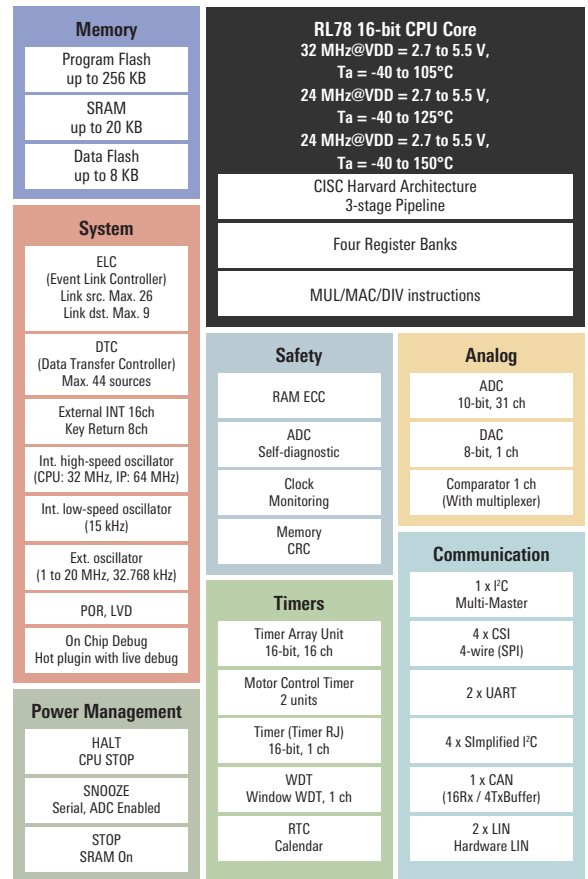 Memory
Program Flash
up to 256 KB
SRAM
up to 20 KB
Data Flash
up to 8 KB
RL78 16-bit CPU Core
32 MHz@VDD = 2.7 to 5.5 V,
Ta = -40 to 105°C
24 MHz@VDD = 2.7 to 5.5 V,
Ta = -40 to 125°C
24 MHz@VDD = 2.7 to 5.5 V,
Ta = -40 to 150°C
CISC Harvard Architecture
3-stage Pipeline
Four Register Banks
MUL/MAC/DIV instructions
System
ELC
(Event Link Controller)
Link src. Max. 26
Link dst. Max. 9
DTC
(Data Transfer Controller)
Max. 44 sources
External INT 16ch
Key Return 8ch
Int. high-speed oscillator
(CPU: 32 MHz, IP: 64 MHz)
Int. low-speed oscillator
(15 kHz)
Ext. oscillator
(1 to 20 MHz, 32.768 kHz)
POR, LVD
On Chip Debug
Hot plugin with live debug
Power Management
HALT
CPU STOP
SNOOZE
Serial, ADC Enabled
STOP
SRAM On
Safety
RAM ECC
ADC
Self-diagnostic
Clock
Monitoring
Memory
CRC
Timers
Timer Array Unit
16-bit, 16 ch
Motor Control Timer
2 units
Timer (Timer RJ)
16-bit, 1 ch
WDT
Window WDT, 1 ch
RTC
Calendar
Analog
ADC
10-bit, 31 ch
DAC
8-bit, 1 ch
Comparator 1 ch
(With multiplexer)
Communication
1 x I²C
Multi-Master
4 x CSI
4-wire (SPI)
2 x UART
4 x SImplified I²C
1 x CAN
(16Rx / 4TxBuffer)
2 x LIN
Hardware LIN